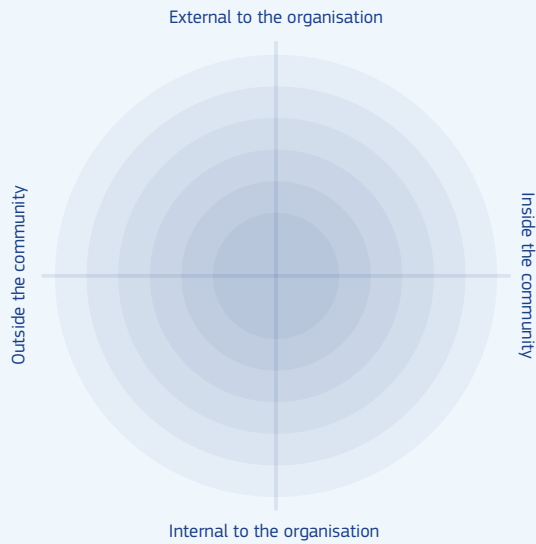 External to the organisation
Outside the community
Inside the community
Internal to the organisation